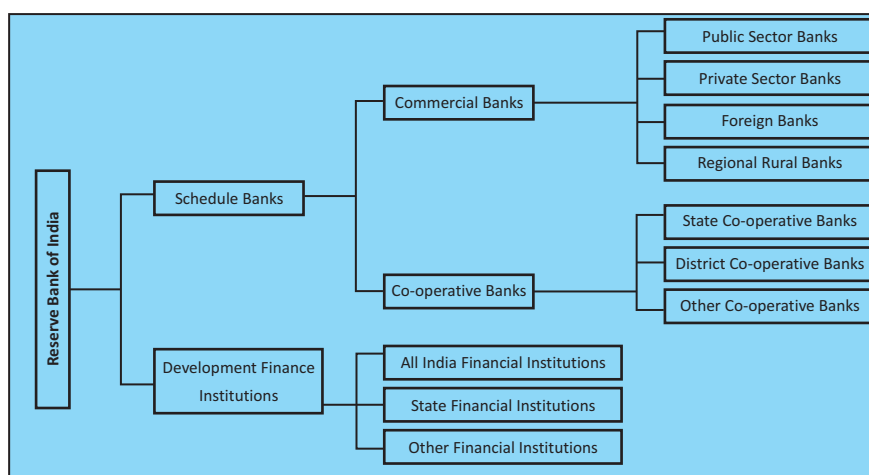 Reserve Bank of India
Schedule Banks
Commercial Banks
Public Sector Banks
Private Sector Banks
Foreign Banks
Regional Rural Banks
Co-operative Banks
State Co-operative Banks
District Co-operative Banks
Other Co-operative Banks
Development Finance
Institutions
All India Financial Institutions
State Financial Institutions
Other Financial Institutions